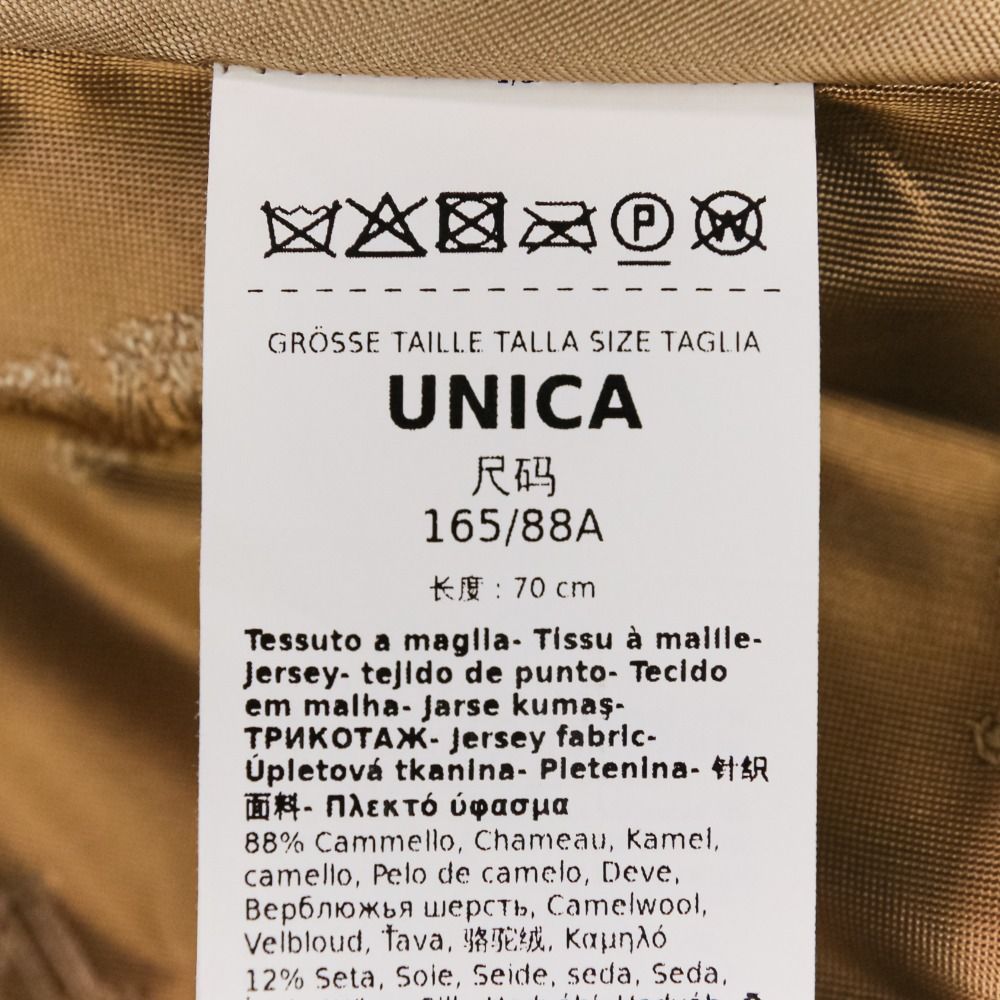 P
W
GRÖSSE TAILLE TALLA SIZE TAGLIA
UNICA
尺码
165/88A
长度 : 70 cm
Tessuto a maglia- Tissu à maille-
Jersey- tejido de punto- Tecido
em malha- Jarse kumaş-
ТРИКОТАЖ- Jersey fabric-
Úpletová tkanina- Pletenina- 针织
面料- Πλεκτό ύφασμα
88% Cammello, Chameau, Kamel,
camello, Pelo de camelo, Deve,
Верблюжья шерсть, Camelwool,
Velbloud, Ťava, 骆驼绒, Καμηλό
12% Seta, Soie, Seide, seda, Seda,